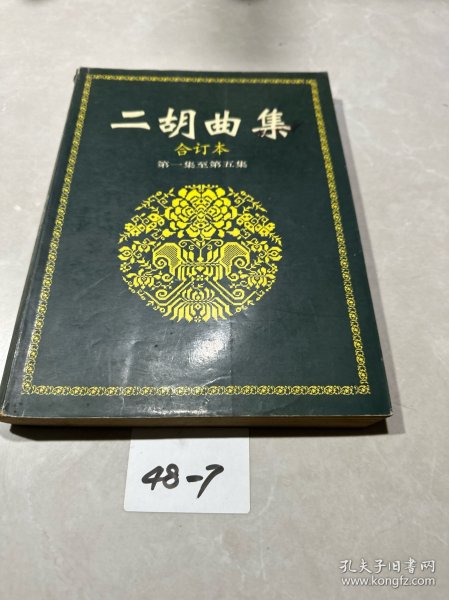 二胡曲集
合订本
第一集至第五集
48-7
孔夫子旧书网
www.kongfz.com